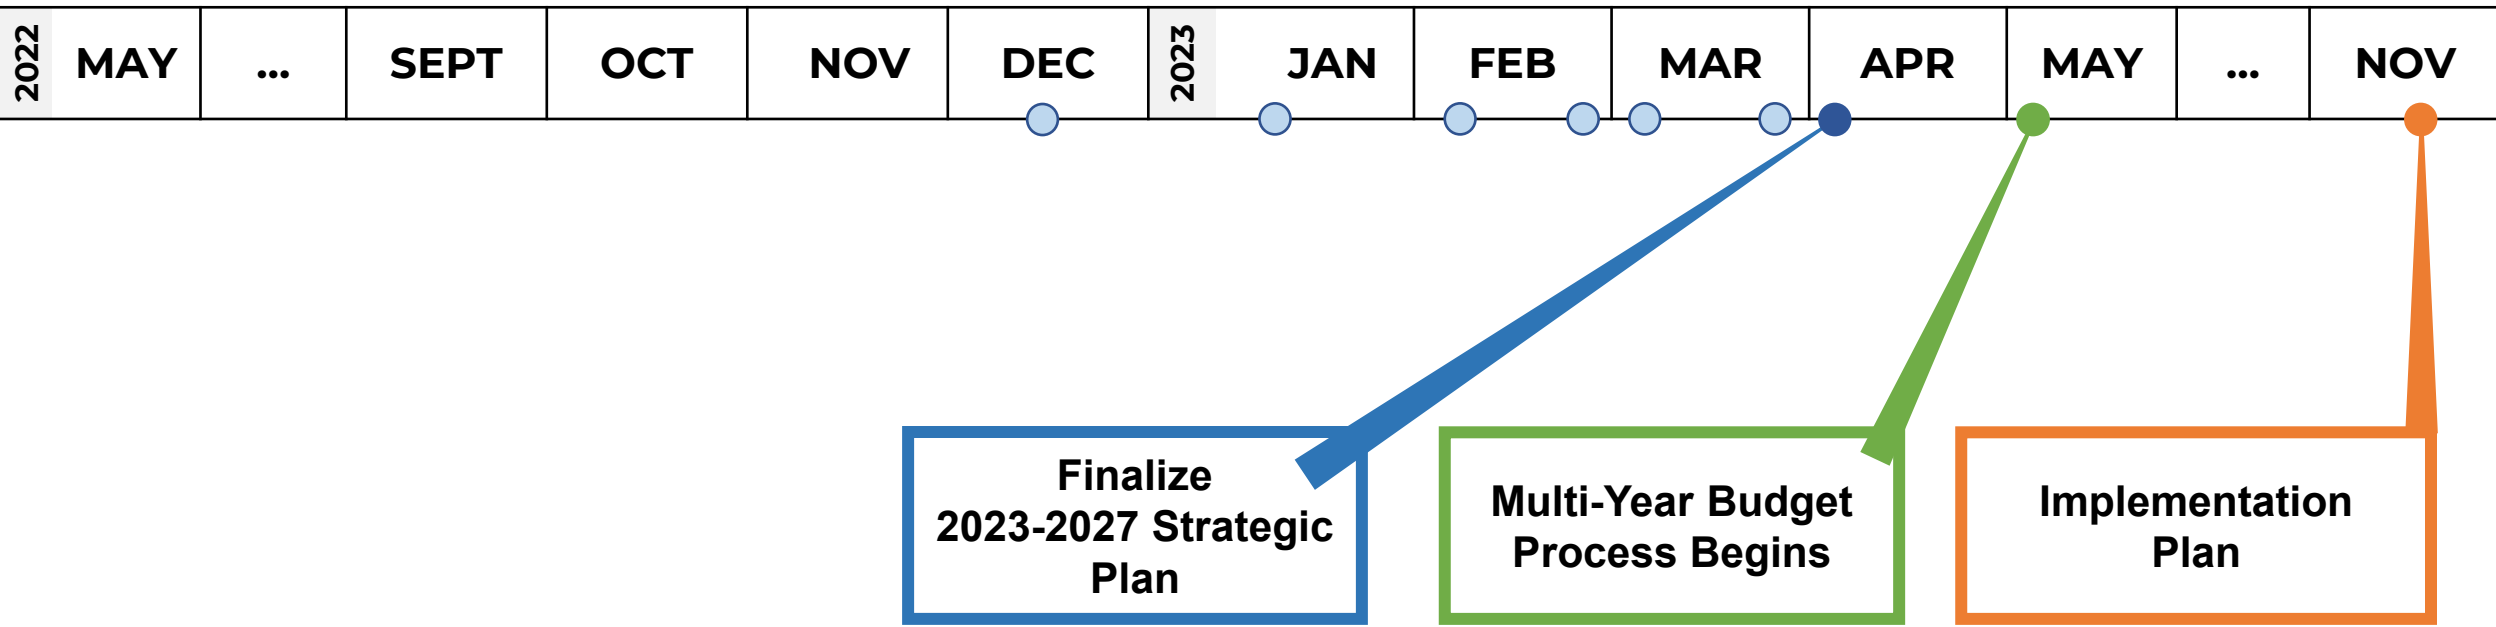 2022 MAY ... SEPT OCT NOV DEC 2023 JAN FEB MAR APR MAY ... NOV
Finalize
2023-2027 Strategic
Plan
Multi-Year Budget
Process Begins
Implementation
Plan